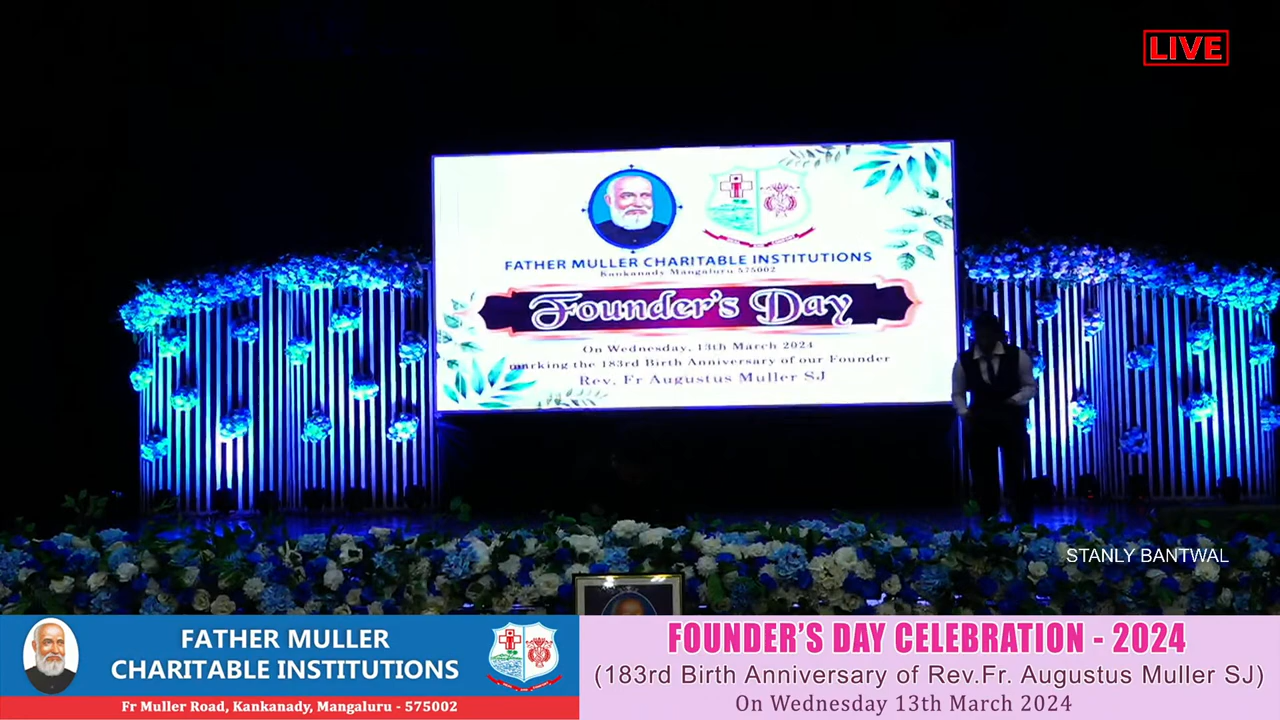 LIVE
FATHER MULLER CHARITABLE INSTITUTIONS
Kankanady Mangaluru 575002
Founder's Day
On Wednesday, 13th March 2024
marking the 183rd Birth Anniversary of our Founder
Rev. Fr Augustus Muller SJ
STANLY BANTWAL
FATHER MULLER
CHARITABLE INSTITUTIONS
Fr Muller Road, Kankanady, Mangaluru - 575002
FOUNDER'S DAY CELEBRATION - 2024
(183rd Birth Anniversary of Rev.Fr. Augustus Muller SJ)
On Wednesday 13th March 2024